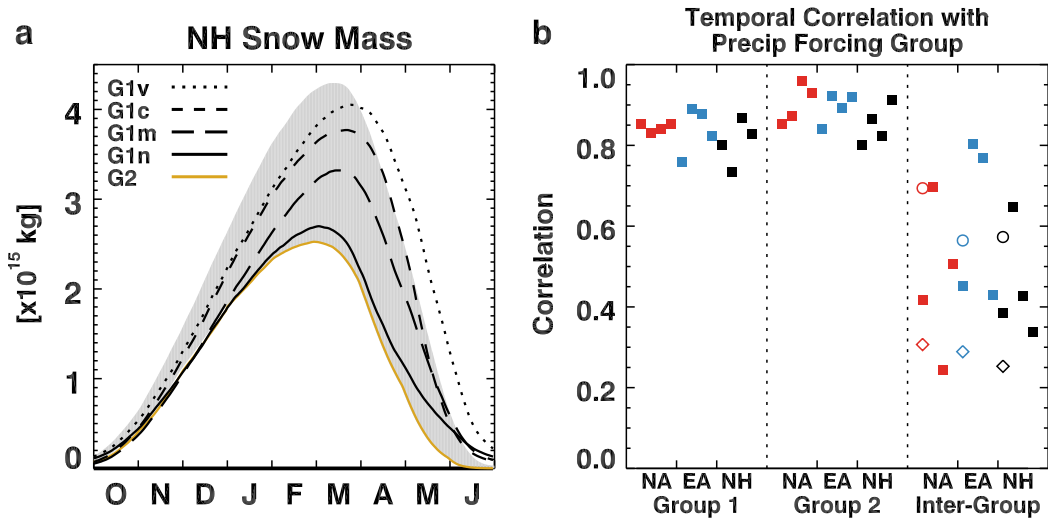 a
NH Snow Mass
G1v
G1c
G1m
G1n
G2
4
3
2
1
0
[x10¹⁵ kg]
O N D J F M A M J
b
Temporal Correlation with
Precip Forcing Group
1.0
0.8
0.6
0.4
0.2
0.0
Correlation
NA EA NH NA EA NH NA EA NH
Group 1 Group 2 Inter-Group